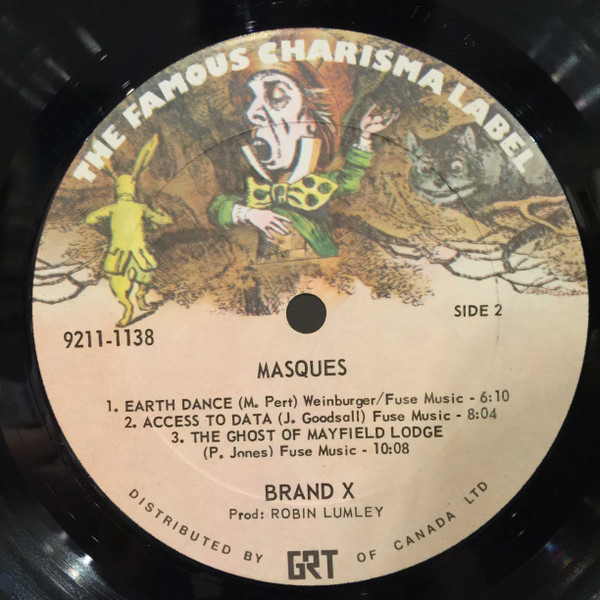 THE FAMOUS CHARISMA LABEL
SIDE 2
9211-1138
MASQUES
1. EARTH DANCE (M. Pert) Weinburger/Fuse Music - 6:10
2. ACCESS TO DATA (J. Goodsall) Fuse Music - 8:04
3. THE GHOST OF MAYFIELD LODGE
(P. Jones) Fuse Music - 10:08
BRAND X
Prod: ROBIN LUMLEY
DISTRIBUTED BY GRT OF CANADA LTD